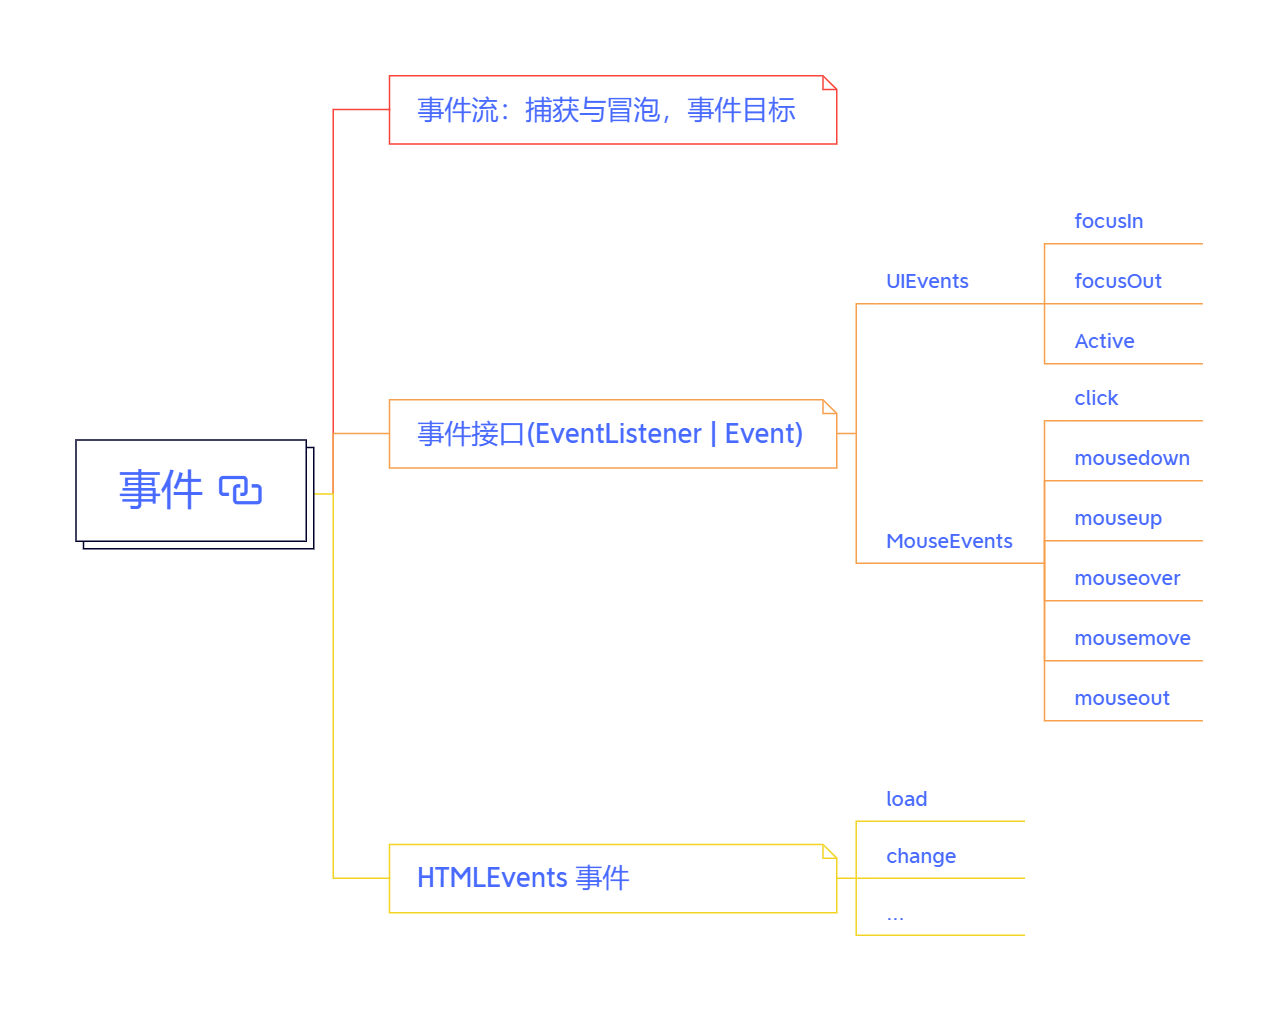 事件
事件流：捕获与冒泡，事件目标
事件接口(EventListener | Event)
UIEvents
focusIn
focusOut
Active
MouseEvents
click
mousedown
mouseup
mouseover
mousemove
mouseout
HTMLEvents 事件
load
change
...